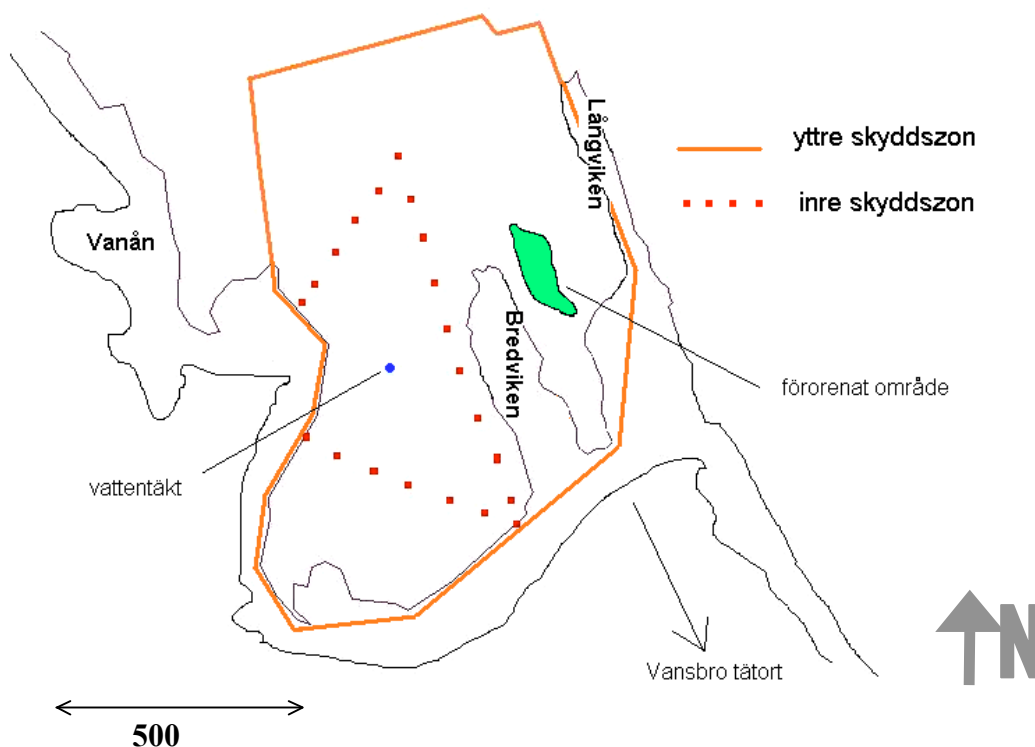 Långviken
yttre skyddszon
inre skyddszon
Vanån
Bredviken
förorenat område
vattentäkt
Vansbro tätort
N
500